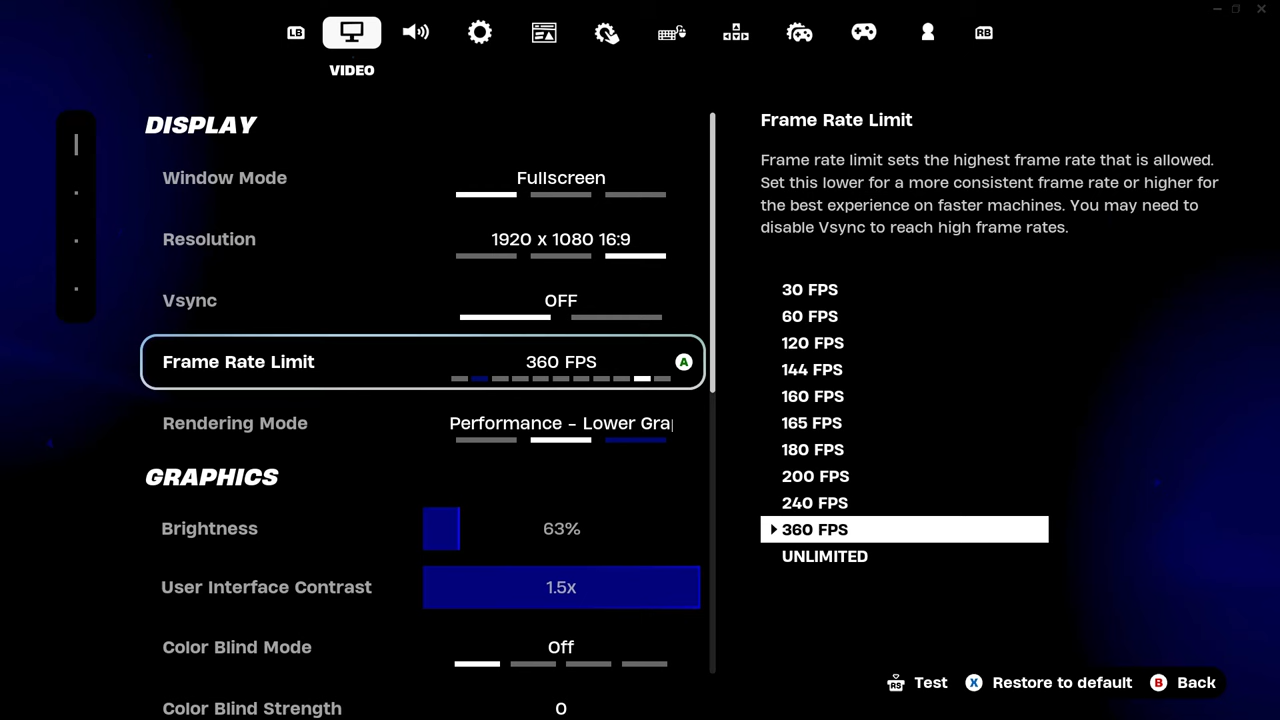 LB
RB
VIDEO
DISPLAY
Window Mode
Fullscreen
Resolution
1920 x 1080 16:9
Vsync
OFF
Frame Rate Limit
360 FPS
A
Rendering Mode
Performance - Lower Gra
GRAPHICS
Brightness
63%
User Interface Contrast
1.5x
Color Blind Mode
Off
Color Blind Strength
0
Frame Rate Limit
Frame rate limit sets the highest frame rate that is allowed.
Set this lower for a more consistent frame rate or higher for
the best experience on faster machines. You may need to
disable Vsync to reach high frame rates.
30 FPS
60 FPS
120 FPS
144 FPS
160 FPS
165 FPS
180 FPS
200 FPS
240 FPS
360 FPS
UNLIMITED
RS Test X Restore to default B Back